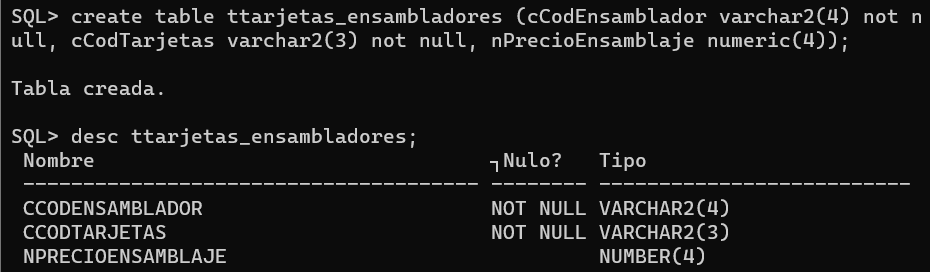 SQL> create table ttarjetas_ensambladores (cCodEnsamblador varchar2(4) not n
ull, cCodTarjetas varchar2(3) not null, nPrecioEnsamblaje numeric(4));
Tabla creada.
SQL> desc ttarjetas_ensambladores;
Nombre ┐Nulo? Tipo
-------------------------------------- -------- --------------------------
CCODENSAMBLADOR NOT NULL VARCHAR2(4)
CCODTARJETAS NOT NULL VARCHAR2(3)
NPRECIOENSAMBLAJE NUMBER(4)